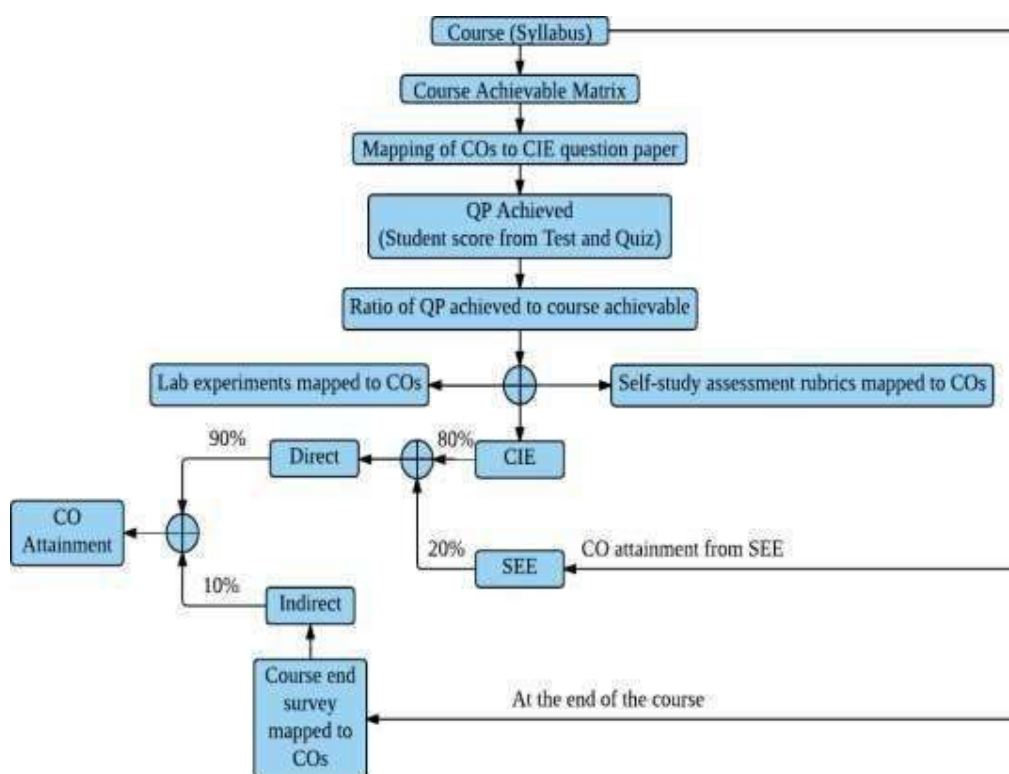 Course (Syllabus)
Course Achievable Matrix
Mapping of COs to CIE question paper
QP Achieved
(Student score from Test and Quiz)
Ratio of QP achieved to course achievable
Lab experiments mapped to COs
Self-study assessment rubrics mapped to COs
90%
Direct
80%
CIE
CO
Attainment
20%
SEE
CO attainment from SEE
10%
Indirect
Course end
survey
mapped to
COs
At the end of the course